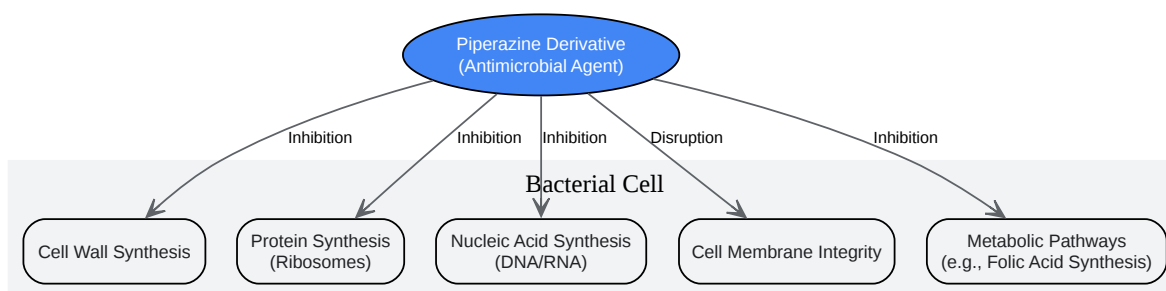 Piperazine Derivative
(Antimicrobial Agent)
Inhibition
Inhibition
Inhibition
Disruption
Inhibition
Bacterial Cell
Cell Wall Synthesis
Protein Synthesis
(Ribosomes)
Nucleic Acid Synthesis
(DNA/RNA)
Cell Membrane Integrity
Metabolic Pathways
(e.g., Folic Acid Synthesis)